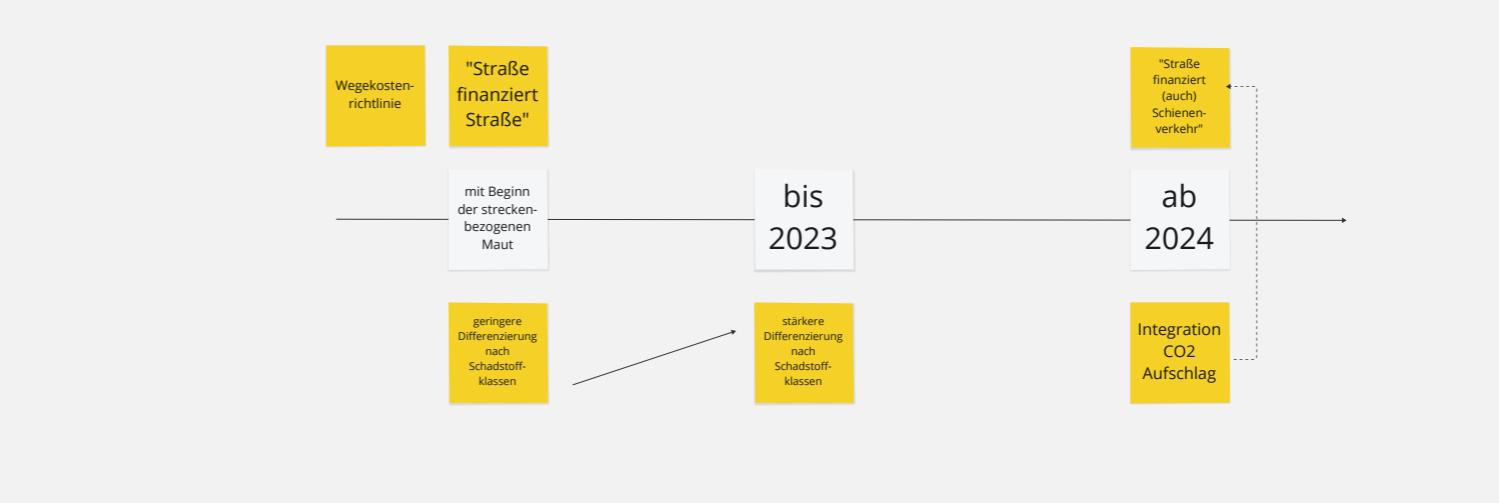 Wegekosten-
richtlinie
"Straße
finanziert
Straße"
"Straße
finanziert
(auch)
Schienen-
verkehr"
mit Beginn
der strecken-
bezogenen
Maut
bis
2023
ab
2024
geringere
Differenzierung
nach
Schadstoff-
klassen
stärkere
Differenzierung
nach
Schadstoff-
klassen
Integration
CO2
Aufschlag